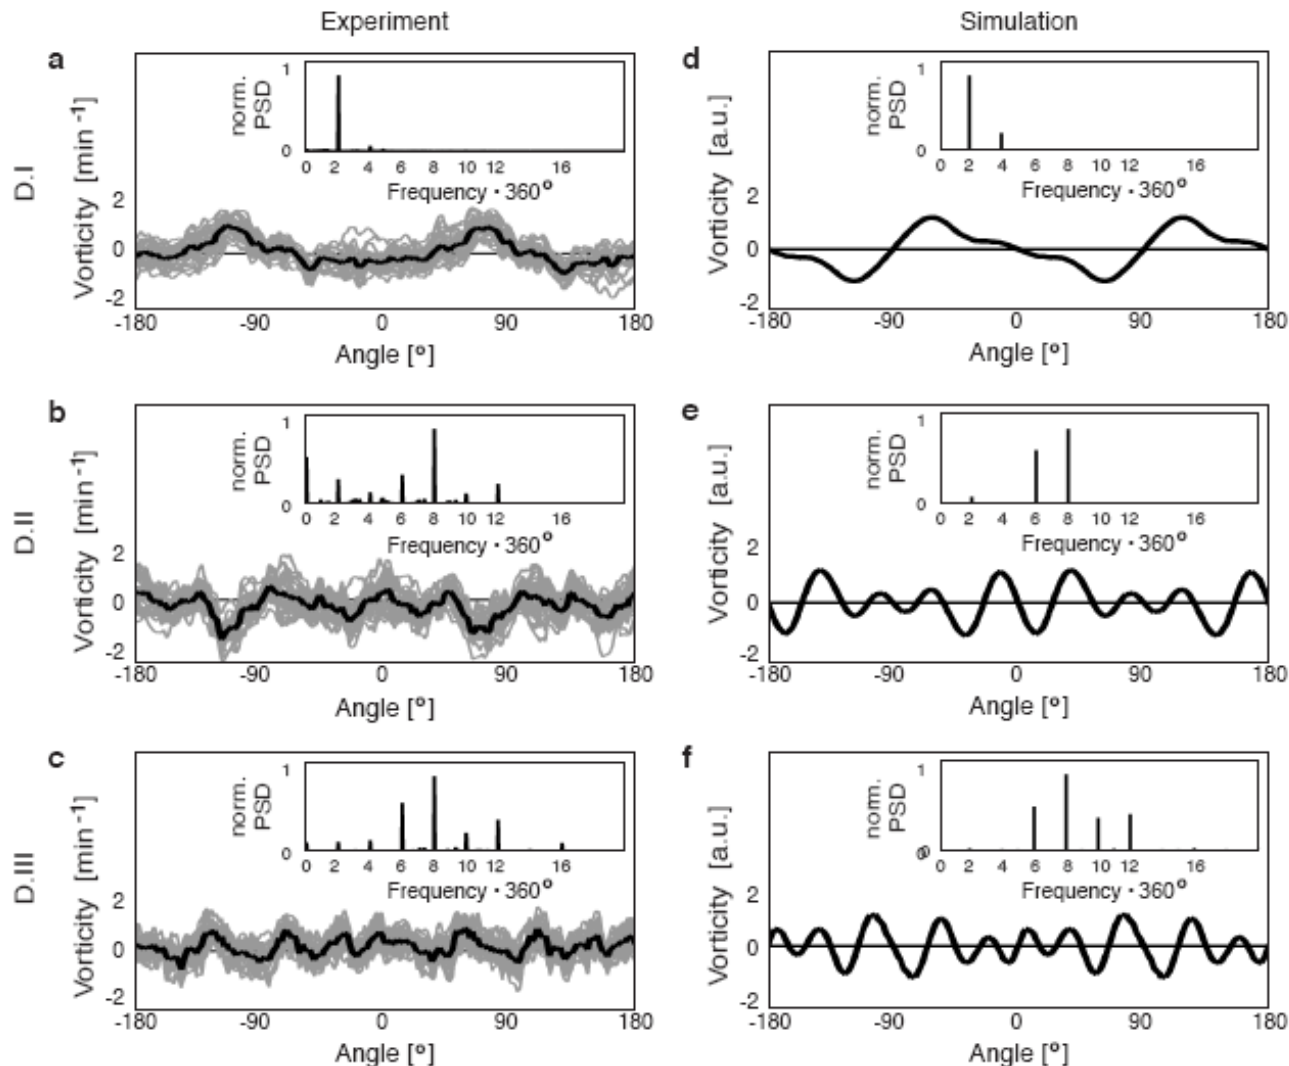 Experiment
Simulation
a
D.I
Vorticity [min⁻¹]
2
0
-2
norm.
PSD
1
0
0 2 4 6 8 10 12 16
Frequency · 360°
-180 -90 0 90 180
Angle [°]
d
Vorticity [a.u.]
2
0
-2
norm.
PSD
1
0
0 2 4 6 8 10 12 16
Frequency · 360°
-180 -90 0 90 180
Angle [°]
b
D.II
Vorticity [min⁻¹]
2
0
-2
norm.
PSD
1
0
0 2 4 6 8 10 12 16
Frequency · 360°
-180 -90 0 90 180
Angle [°]
e
Vorticity [a.u.]
2
0
-2
norm.
PSD
1
0
0 2 4 6 8 10 12 16
Frequency · 360°
-180 -90 0 90 180
Angle [°]
c
D.III
Vorticity [min⁻¹]
2
0
-2
norm.
PSD
1
0
0 2 4 6 8 10 12 16
Frequency · 360°
-180 -90 0 90 180
Angle [°]
f
Vorticity [a.u.]
2
0
-2
norm.
PSD
1
0
0 2 4 6 8 10 12 16
Frequency · 360°
-180 -90 0 90 180
Angle [°]